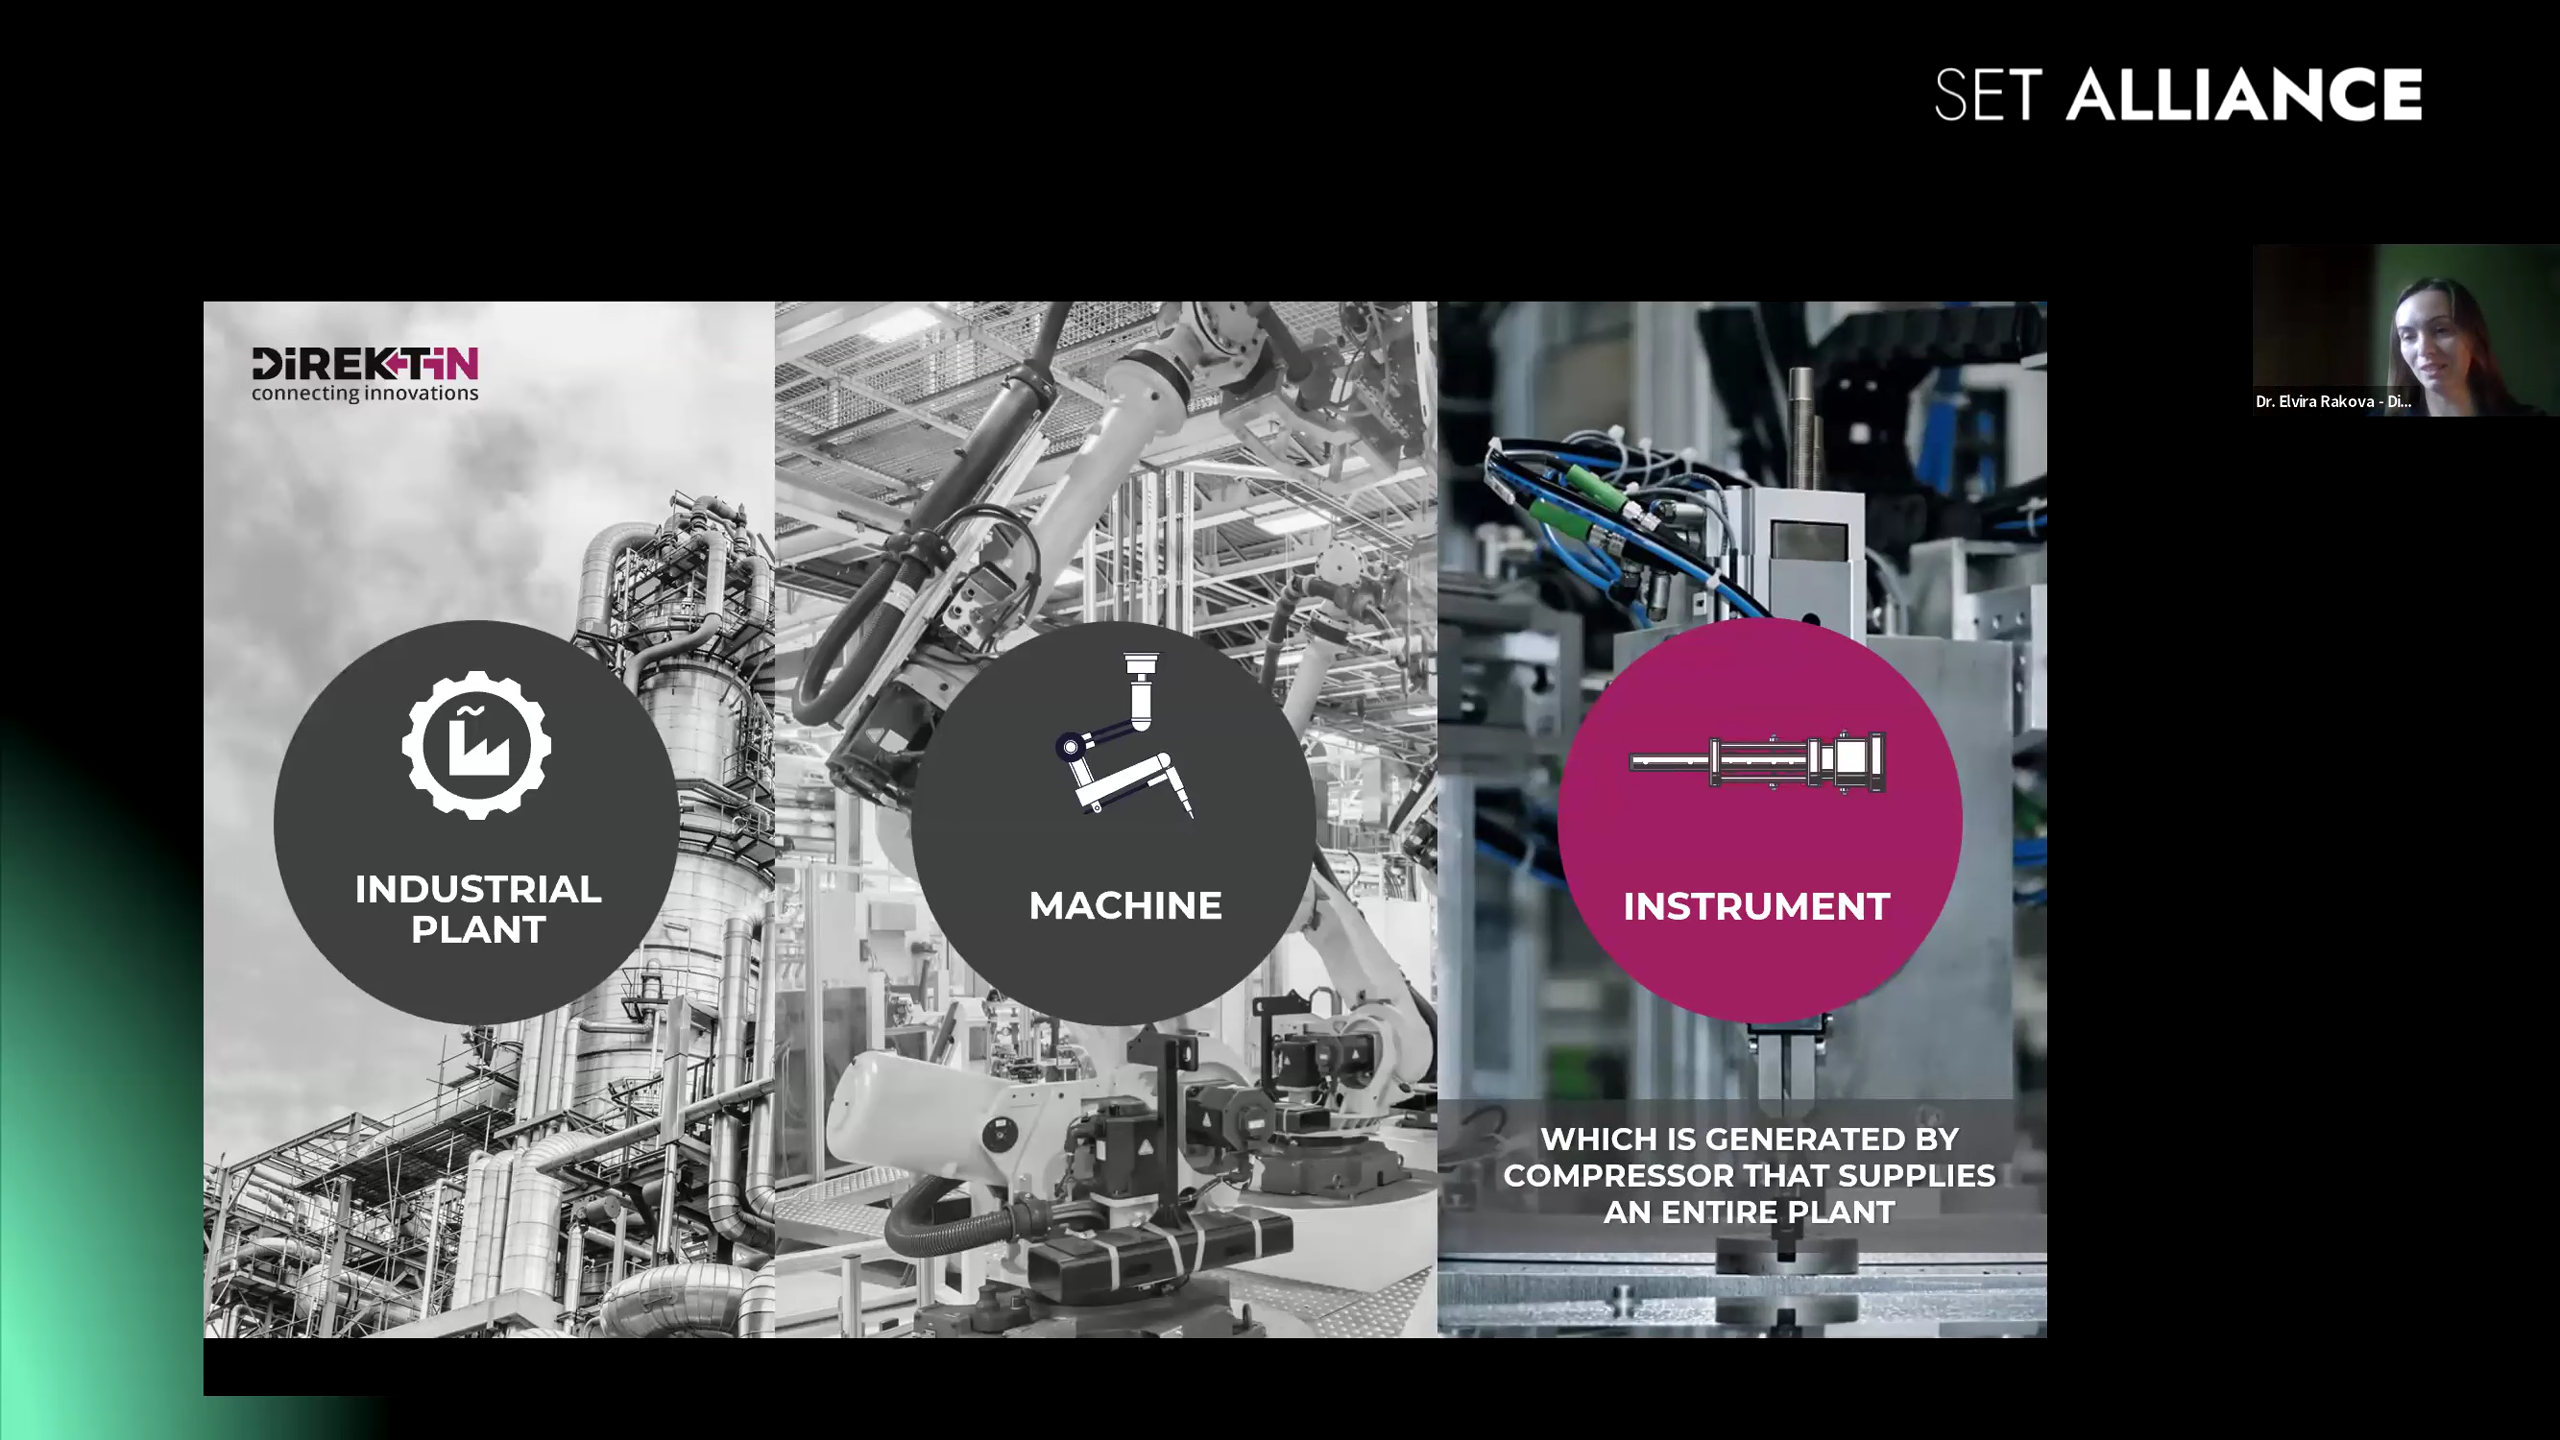 SET ALLIANCE
DiREKTiN
connecting innovations
Dr. Elvira Rakova - Di...
INDUSTRIAL
PLANT
MACHINE
INSTRUMENT
WHICH IS GENERATED BY
COMPRESSOR THAT SUPPLIES
AN ENTIRE PLANT